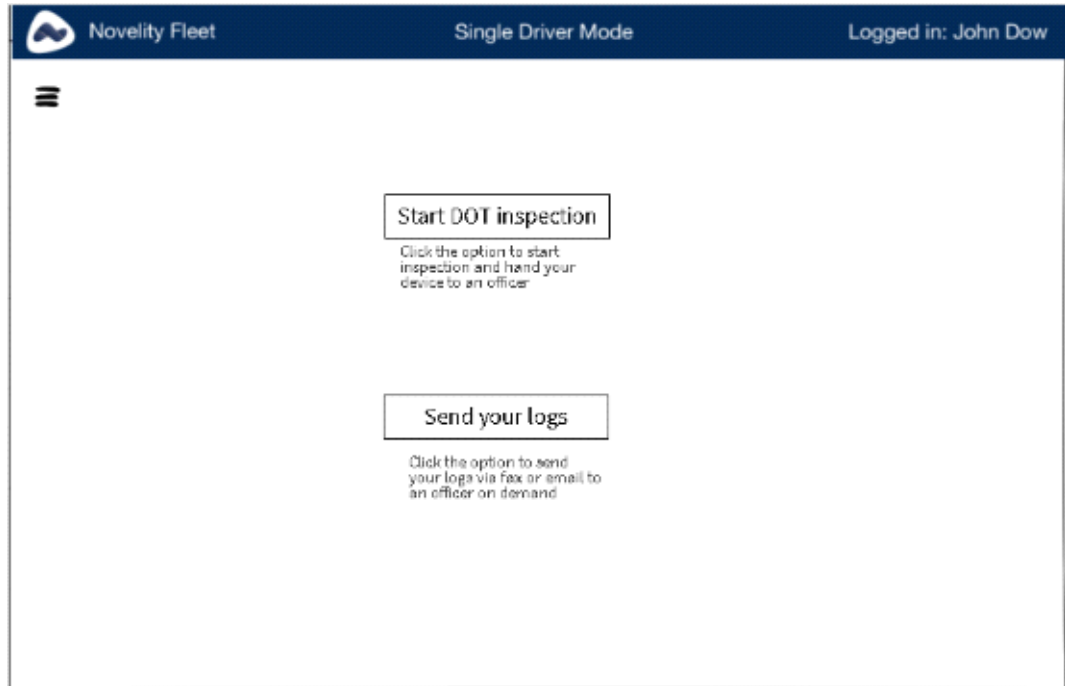 Novelity Fleet
Single Driver Mode
Logged in: John Dow
Start DOT inspection
Click the option to start
inspection and hand your
device to an officer
Send your logs
Click the option to send
your logs via fax or email to
an officer on demand